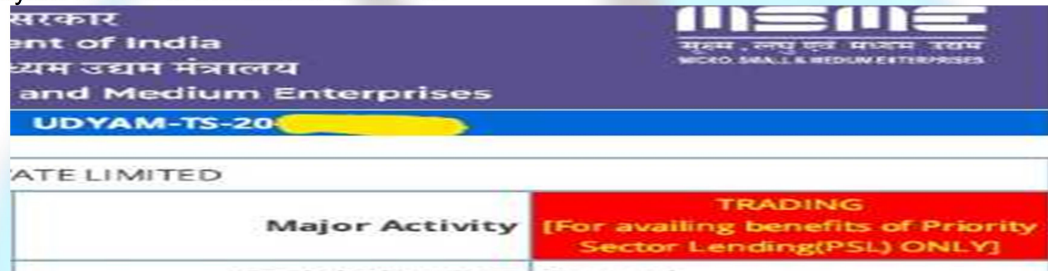 सरकार
ent of India
यम उद्यम मंत्रालय
and Medium Enterprises
MSME
सूक्ष्म, लघु एवं मध्यम उद्यम
MICRO, SMALL & MEDIUM ENTERPRISES
UDYAM-TS-20
ATE LIMITED
Major Activity
TRADING
[For availing benefits of Priority
Sector Lending(PSL) ONLY]